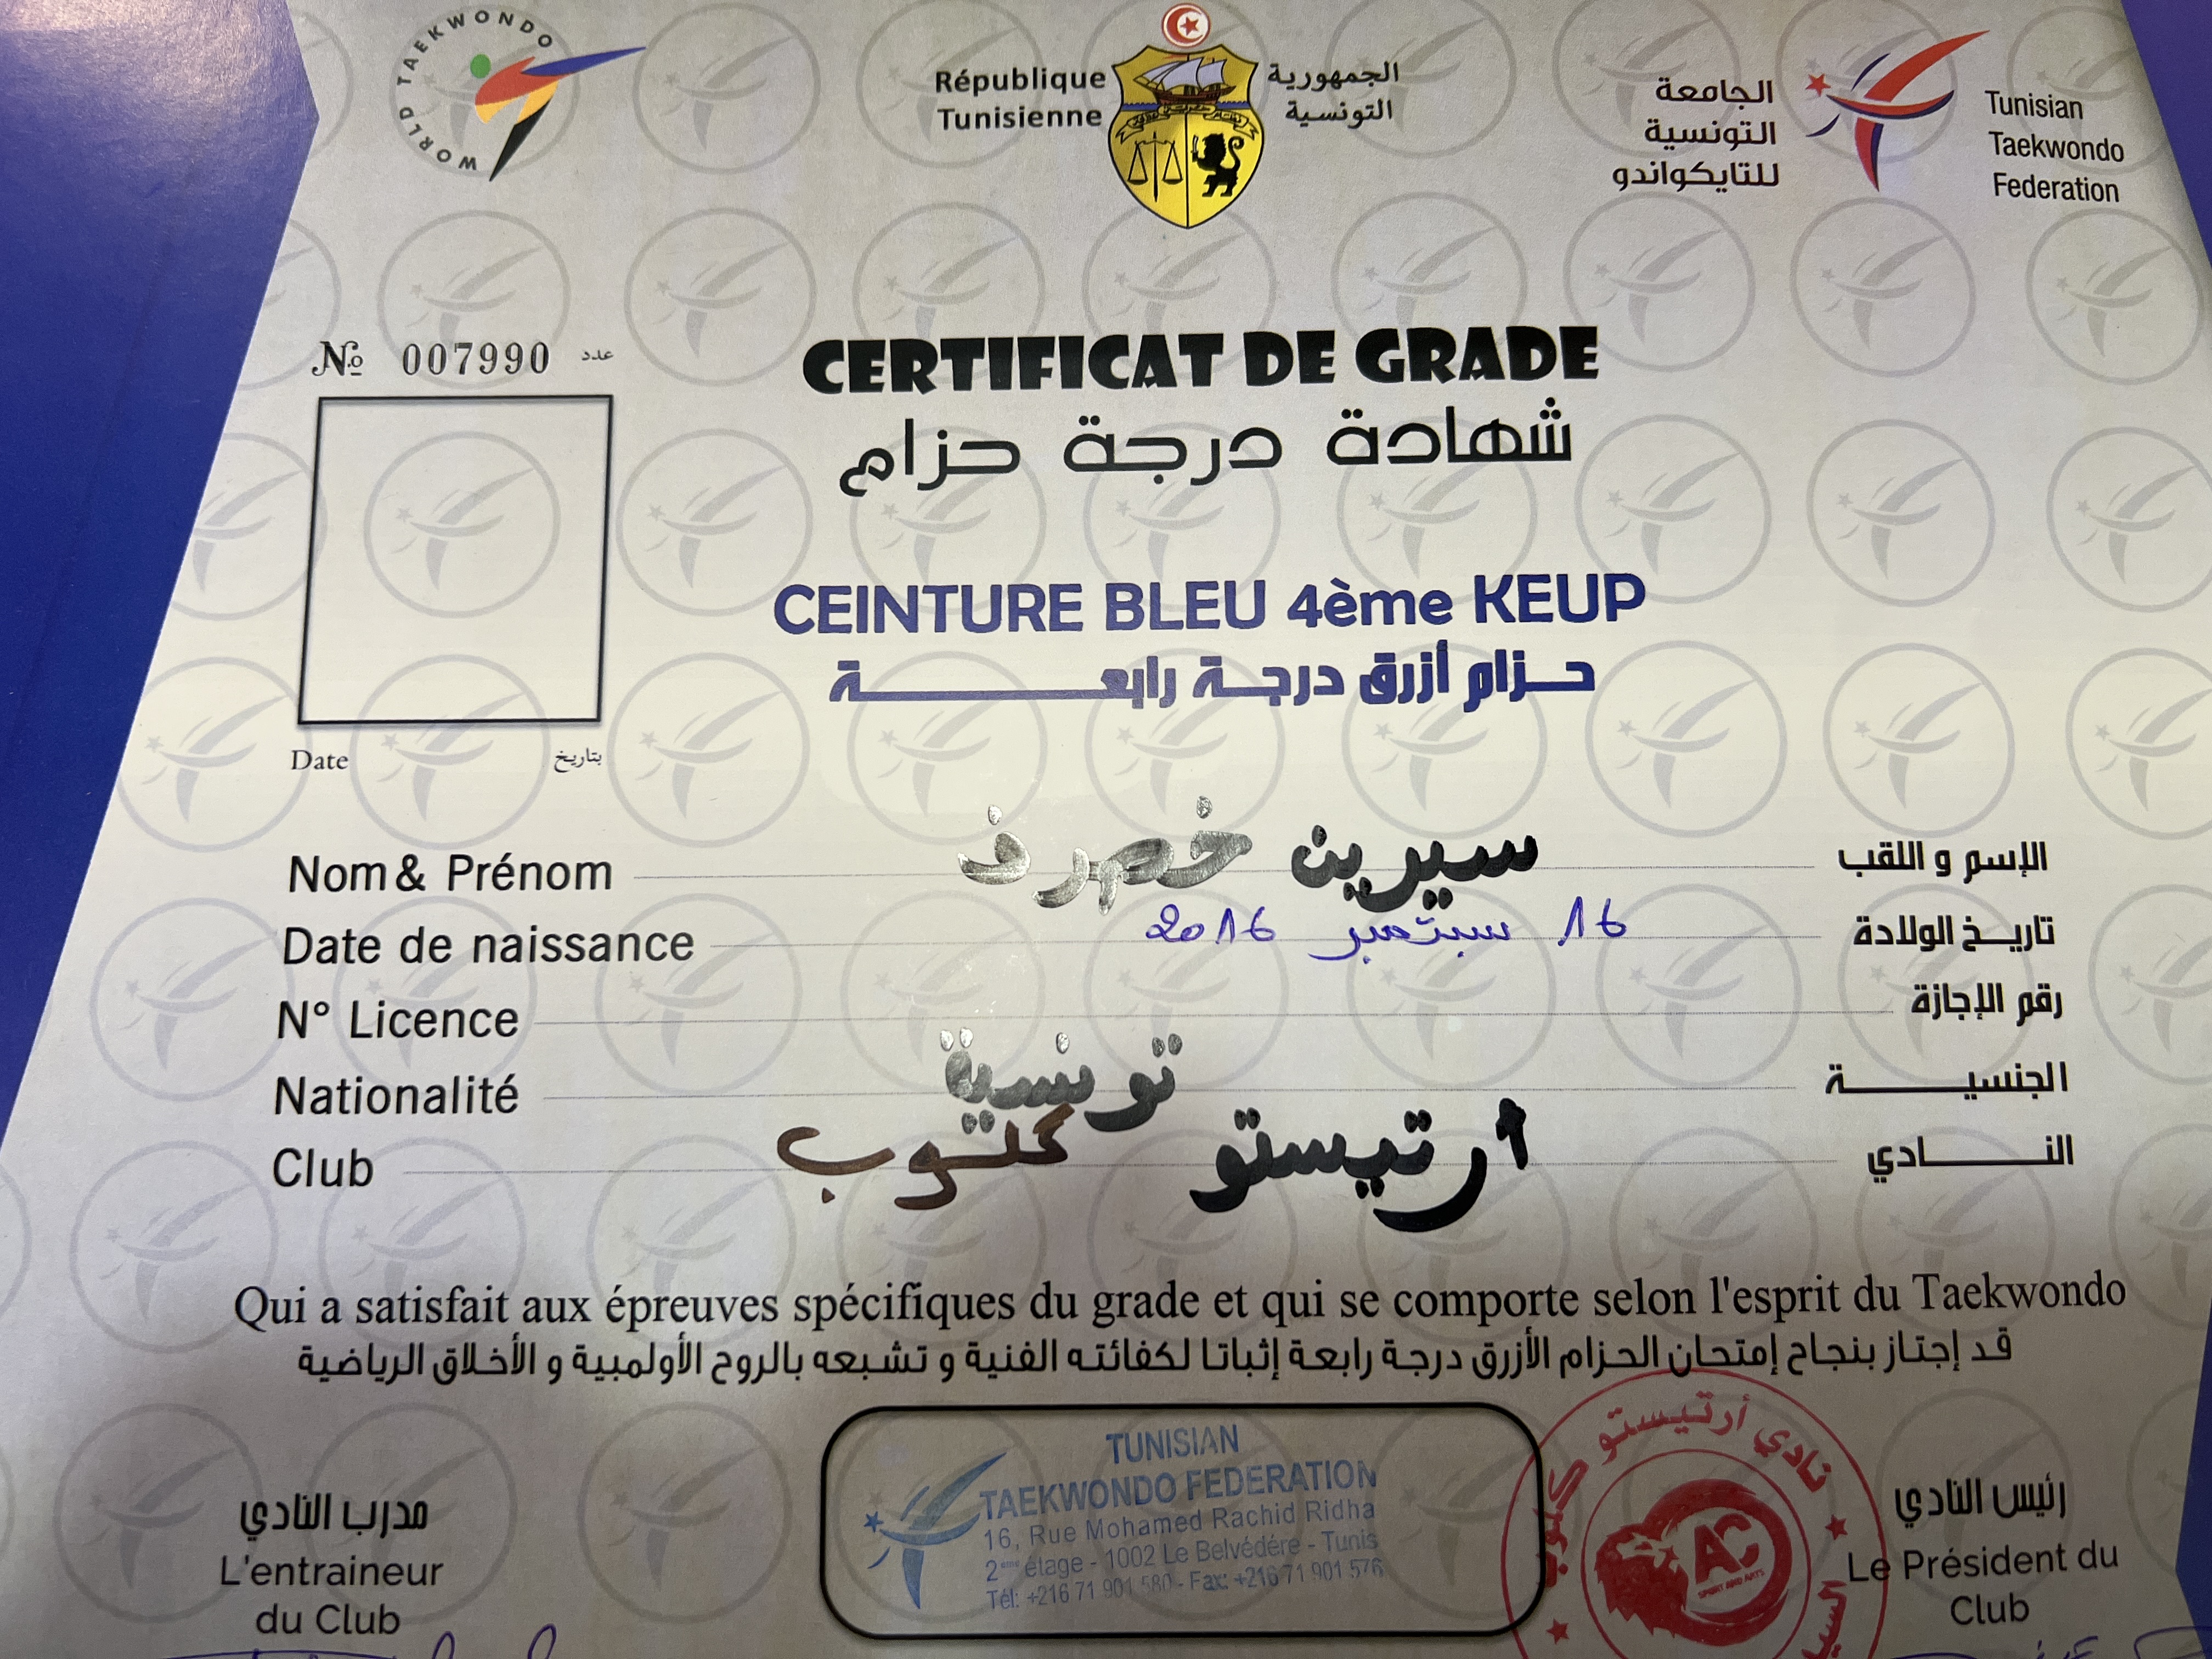 WORLD TAEKWONDO
République
Tunisienne
الجمهورية
التونسية
الجامعة
التونسية
للتايكواندو
Tunisian
Taekwondo
Federation
№ 007990 عدد
CERTIFICAT DE GRADE
شهادة درجة حزام
CEINTURE BLEU 4ème KEUP
حزام أزرق درجة رابعة
Date بتاريخ
Nom & Prénom سيرين الإسم و اللقب
Date de naissance 16 سبتمبر 2016 تاريخ الولادة
N° Licence رقم الإجازة
Nationalité تونسية الجنسية
Club أرتيستو كلوب النادي
Qui a satisfait aux épreuves spécifiques du grade et qui se comporte selon l'esprit du Taekwondo
قد إجتاز بنجاح إمتحان الحزام الأزرق درجة رابعة إثباتا لكفائته الفنية و تشبعه بالروح الأولمبية و الأخلاق الرياضية
مدرب النادي
L'entraineur
du Club
TUNISIAN
TAEKWONDO FEDERATION
16, Rue Mohamed Rachid Ridha
2ème étage - 1002 Le Belvédére - Tunis
Tél: +216 71 901 580 - Fax: +216 71 901 576
نادي أرتيستو كلوب
AC
SPORT AND ARTS
رئيس النادي
Le Président du
Club